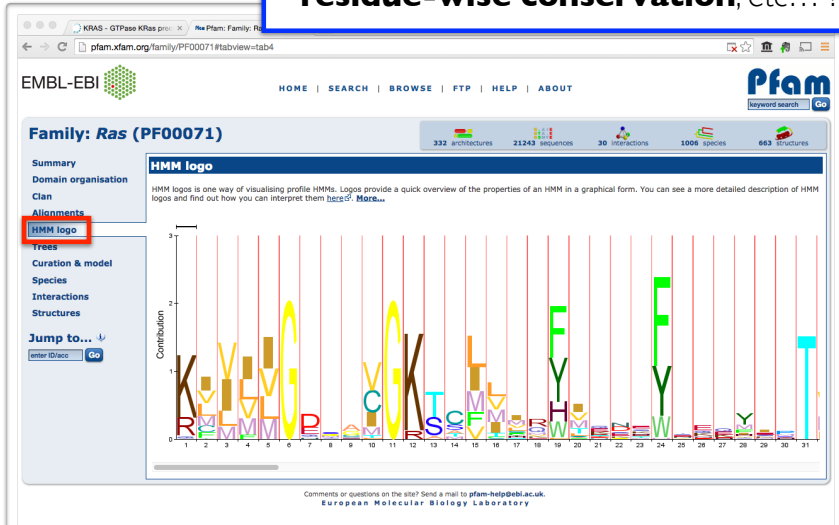 residue-wise conservation, etc... ?
KRAS - GTPase KRas prec
Pfam: Family: Ra
pfam.xfam.org/family/PF00071#tabview=tab4
EMBL-EBI
HOME | SEARCH | BROWSE | FTP | HELP | ABOUT
Pfam
keyword search Go
Family: Ras (PF00071)
332 architectures 21243 sequences 30 interactions 1006 species 663 structures
Summary
Domain organisation
Clan
Alignments
HMM logo
Trees
Curation & model
Species
Interactions
Structures
Jump to...
enter ID/acc Go
HMM logo
HMM logos is one way of visualising profile HMMs. Logos provide a quick overview of the properties of an HMM in a graphical form. You can see a more detailed description of HMM
logos and find out how you can interpret them here. More...
Contribution
3
2
1
0
1 2 3 4 5 6 7 8 9 10 11 12 13 14 15 16 17 18 19 20 21 22 23 24 25 26 27 28 29 30 31
Comments or questions on the site? Send a mail to pfam-help@ebi.ac.uk.
European Molecular Biology Laboratory